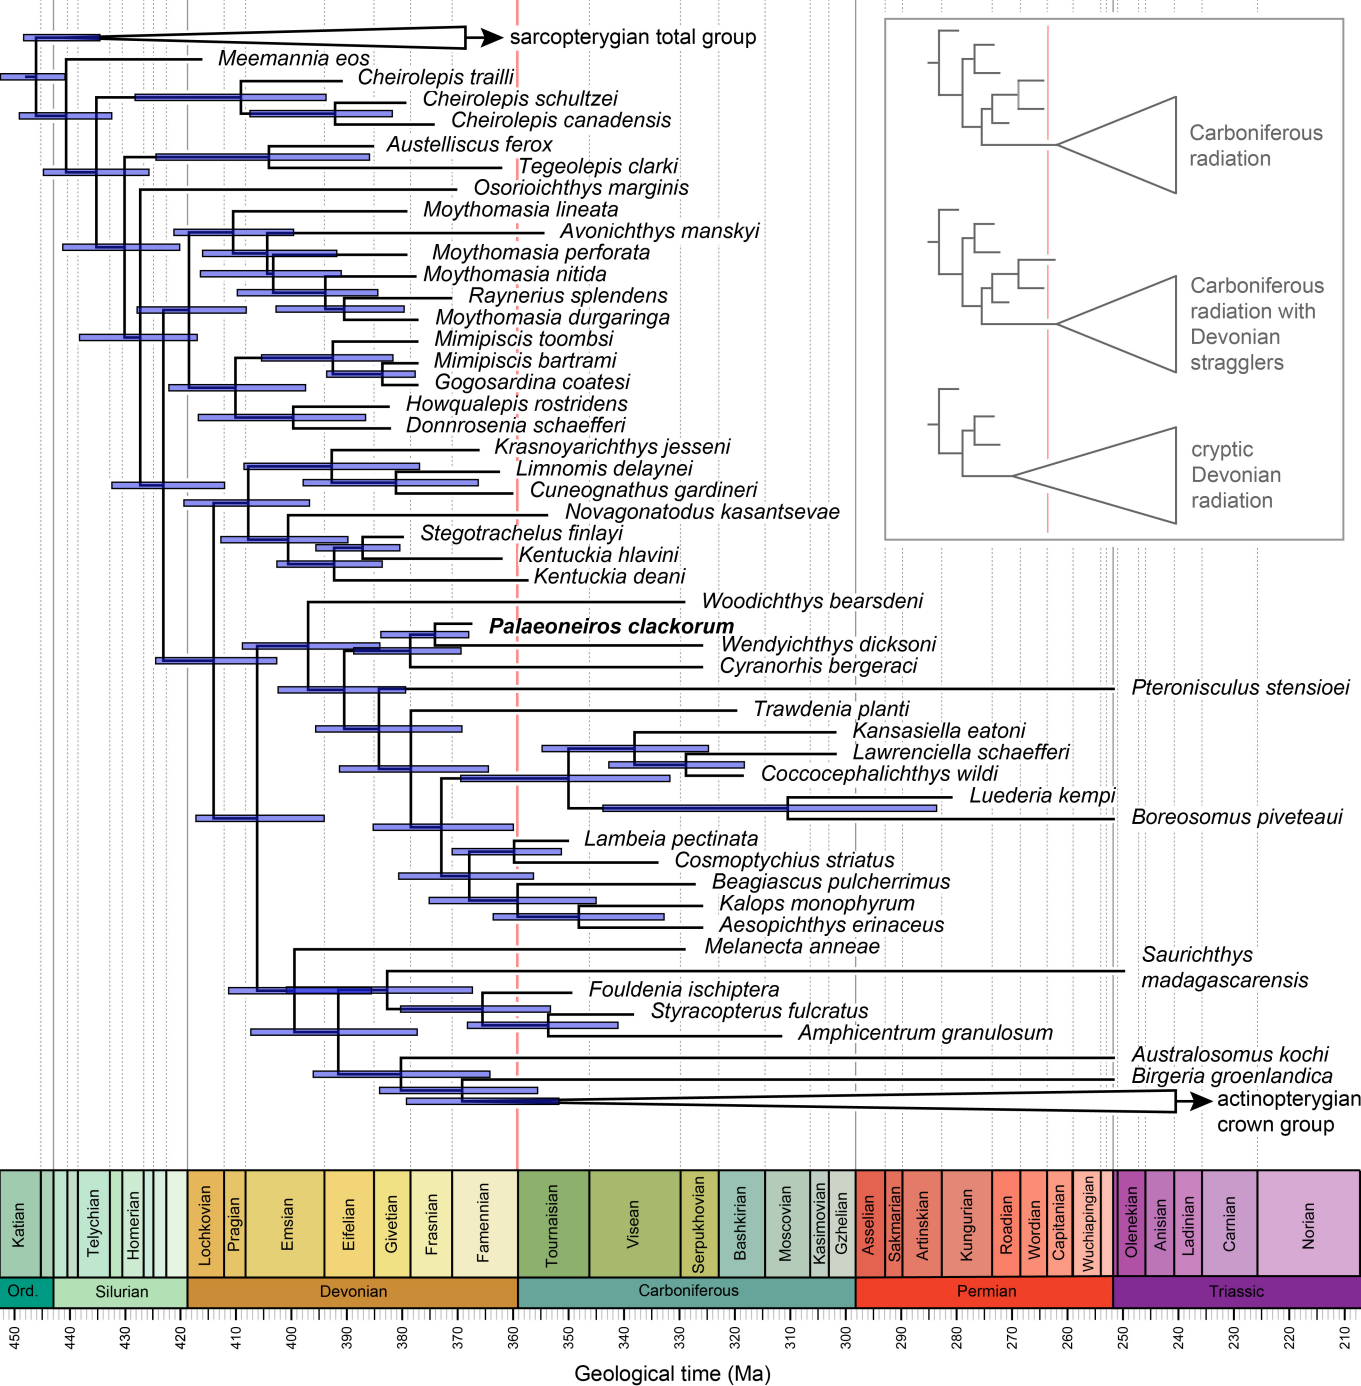 sarcopterygian total group
Meemannia eos
Cheirolepis trailli
Cheirolepis schultzei
Cheirolepis canadensis
Austelliscus ferox
Tegeolepis clarki
Osorioichthys marginis
Moythomasia lineata
Avonichthys manskyi
Moythomasia perforata
Moythomasia nitida
Raynerius splendens
Moythomasia durgaringa
Mimipiscis toombsi
Mimipiscis bartrami
Gogosardina coatesi
Howqualepis rostridens
Donnrosenia schaefferi
Krasnoyarichthys jesseni
Limnomis delaynei
Cuneognathus gardineri
Novagonatodus kasantsevae
Stegotrachelus finlayi
Kentuckia hlavini
Kentuckia deani
Woodichthys bearsdeni
Palaeoneiros clackorum
Wendyichthys dicksoni
Cyranorhis bergeraci
Pteronisculus stensioei
Trawdenia planti
Kansasiella eatoni
Lawrenciella schaefferi
Coccocephalichthys wildi
Luederia kempi
Boreosomus piveteaui
Lambeia pectinata
Cosmoptychius striatus
Beagiascus pulcherrimus
Kalops monophyrum
Aesopichthys erinaceus
Melanecta anneae
Saurichthys
madagascarensis
Fouldenia ischiptera
Styracopterus fulcratus
Amphicentrum granulosum
Australosomus kochi
Birgeria groenlandica
actinopterygian
crown group
Carboniferous
radiation
Carboniferous
radiation with
Devonian
stragglers
cryptic
Devonian
radiation
Katian Telychian Homerian Lochkovian Pragian Emsian Eifelian Givetian Frasnian Famennian Tournaisian Visean Serpukhovian Bashkirian Moscovian Kasimovian Gzhelian Asselian Sakmarian Artinskian Kungurian Roadian Wordian Capitanian Wuchiapingian Olenekian Anisian Ladinian Carnian Norian
Ord. Silurian Devonian Carboniferous Permian Triassic
450 440 430 420 410 400 390 380 370 360 350 340 330 320 310 300 290 280 270 260 250 240 230 220 210
Geological time (Ma)